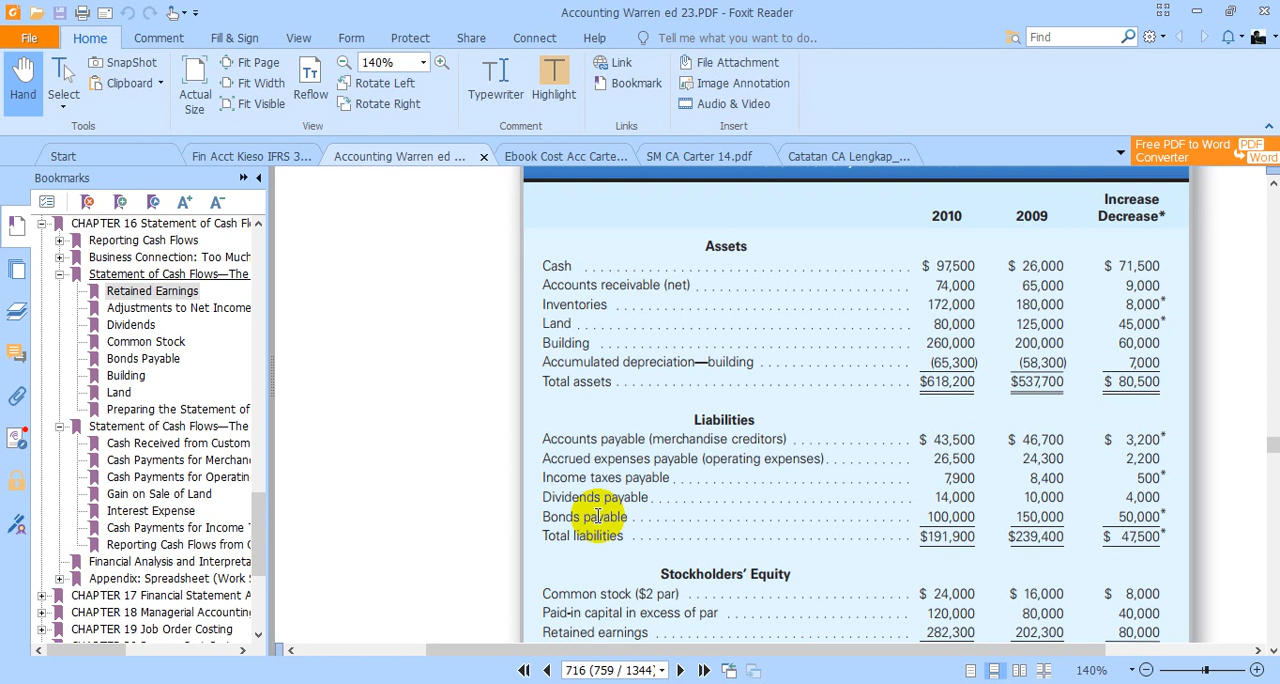 Accounting Warren ed 23.PDF - Foxit Reader
File Home Comment Fill & Sign View Form Protect Share Connect Help Tell me what you want to do.. Find
Hand
Select
SnapShot
Clipboard
Tools
Actual Size
Fit Page
Fit Width
Fit Visible
Reflow
140%
Rotate Left
Rotate Right
View
Typewriter
Highlight
Comment
Link
Bookmark
Links
File Attachment
Image Annotation
Audio & Video
Insert
Start Fin Acct Kieso IFRS 3... Accounting Warren ed ... Ebook Cost Acc Carte... SM CA Carter 14.pdf Catatan CA Lengkap_...
Free PDF to Word Converter
PDF
Word
Bookmarks
CHAPTER 16 Statement of Cash Fl
Reporting Cash Flows
Business Connection: Too Much
Statement of Cash Flows—The
Retained Earnings
Adjustments to Net Income
Dividends
Common Stock
Bonds Payable
Building
Land
Preparing the Statement of
Statement of Cash Flows—The
Cash Received from Custom
Cash Payments for Merchan
Cash Payments for Operatin
Gain on Sale of Land
Interest Expense
Cash Payments for Income
Reporting Cash Flows from
Financial Analysis and Interpreta
Appendix: Spreadsheet (Work S
CHAPTER 17 Financial Statement A
CHAPTER 18 Managerial Accounting
CHAPTER 19 Job Order Costing
Increase
2010 2009 Decrease*
Assets
Cash . . . . . $ 97,500 $ 26,000 $ 71,500
Accounts receivable (net) . . . . . 74,000 65,000 9,000
Inventories . . . . . 172,000 180,000 8,000*
Land . . . . . 80,000 125,000 45,000*
Building . . . . . 260,000 200,000 60,000
Accumulated depreciation—building . . . . . (65,300) (58,300) 7,000
Total assets . . . . . $618,200 $537,700 $ 80,500
Liabilities
Accounts payable (merchandise creditors) . . . . . $ 43,500 $ 46,700 $ 3,200*
Accrued expenses payable (operating expenses) . . . . . 26,500 24,300 2,200
Income taxes payable . . . . . 7,900 8,400 500*
Dividends payable . . . . . 14,000 10,000 4,000
Bonds payable . . . . . 100,000 150,000 50,000*
Total liabilities . . . . . $191,900 $239,400 $ 47,500*
Stockholders' Equity
Common stock ($2 par) . . . . . $ 24,000 $ 16,000 $ 8,000
Paid-in capital in excess of par . . . . . 120,000 80,000 40,000
Retained earnings . . . . . 282,300 202,300 80,000
716 (759 / 1344)
140%